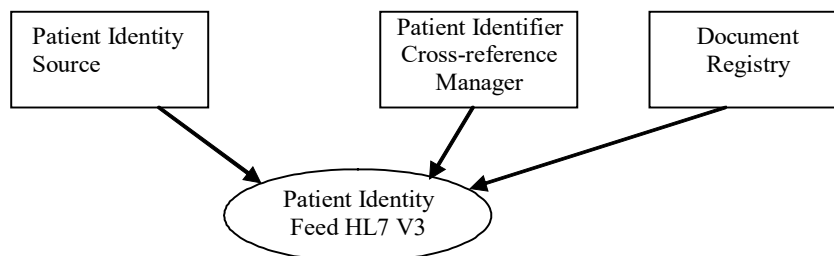 Patient Identity
Source
Patient Identifier
Cross-reference
Manager
Document
Registry
Patient Identity
Feed HL7 V3